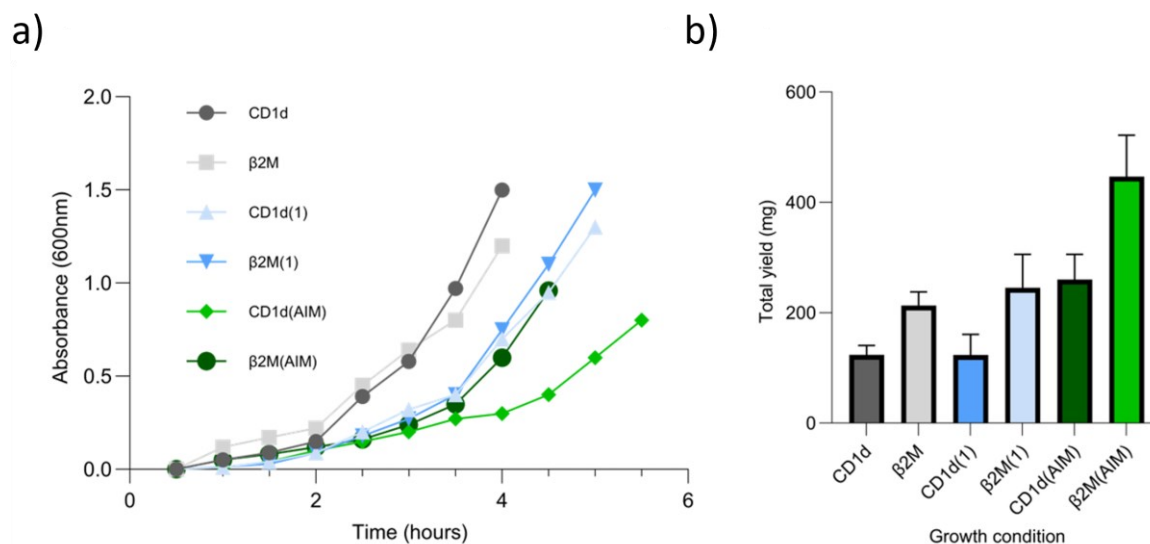 a)
2.0
1.5
1.0
0.5
0.0
Absorbance (600nm)
CD1d
β2M
CD1d(1)
β2M(1)
CD1d(AIM)
β2M(AIM)
0
2
4
6
Time (hours)
b)
600
400
200
0
Total yield (mg)
CD1d
β2M
CD1d(1)
β2M(1)
CD1d(AIM)
β2M(AIM)
Growth condition